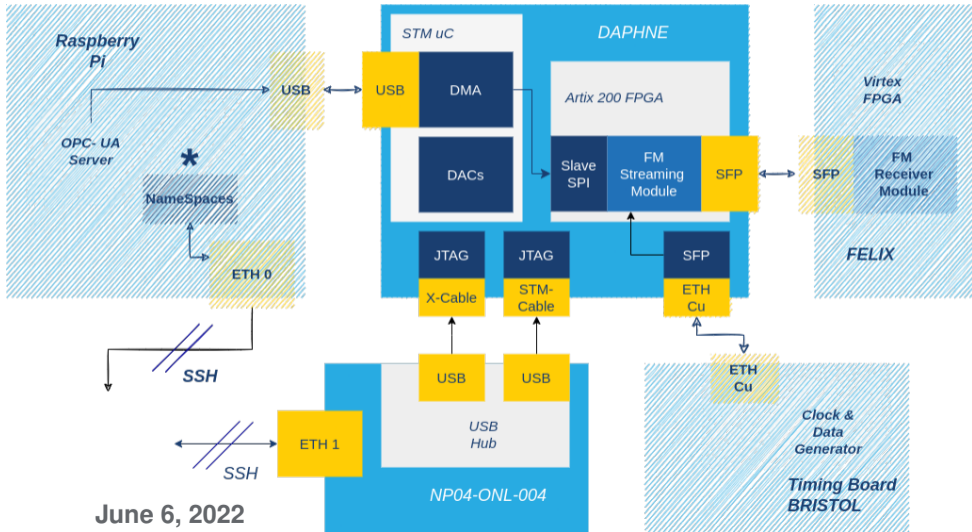 Raspberry
Pi
OPC- UA
Server
*
NameSpaces
ETH 0
USB
SSH
STM uC
USB
DMA
DACs
DAPHNE
Artix 200 FPGA
Slave
SPI
FM
Streaming
Module
SFP
JTAG
X-Cable
JTAG
STM-
Cable
SFP
ETH
Cu
Virtex
FPGA
SFP
FM
Receiver
Module
FELIX
USB
USB
USB
Hub
ETH 1
SSH
NP04-ONL-004
ETH
Cu
Clock &
Data
Generator
Timing Board
BRISTOL
June 6, 2022